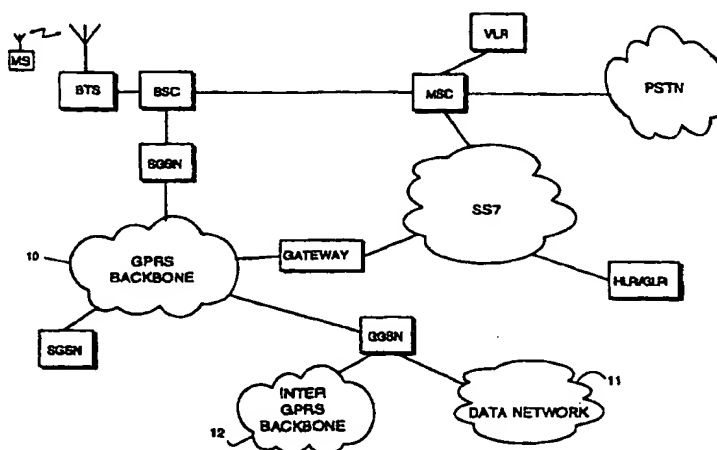 VLR
MS
BTS
BSC
MSC
PSTN
SGSN
SS7
10
GPRS
BACKBONE
GATEWAY
HLR/GLR
SGSN
GGSN
11
INTER
GPRS
BACKBONE
DATA NETWORK
12